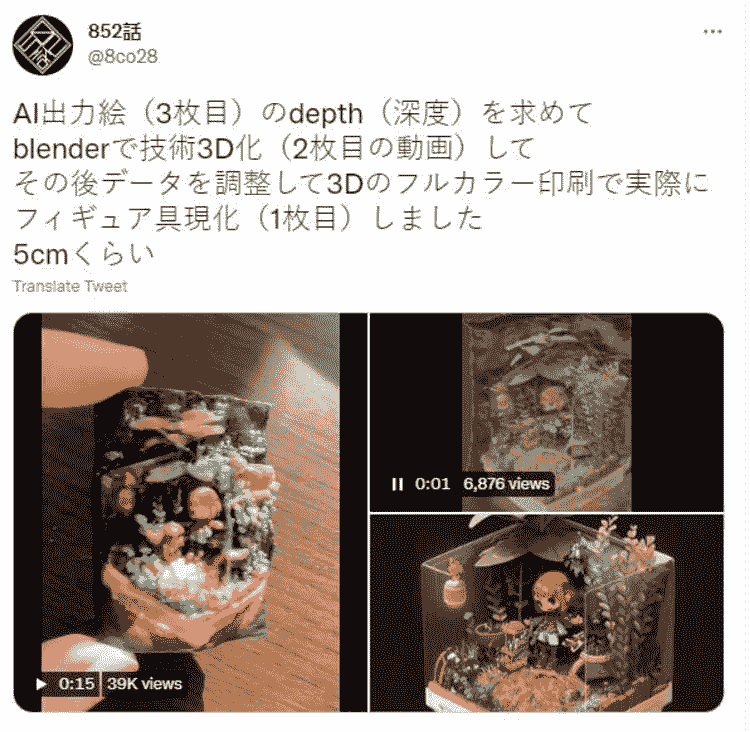 852話
@8co28
AI出力絵（3枚目）のdepth（深度）を求めて
blenderで技術3D化（2枚目の動画）して
その後データを調整して3Dのフルカラー印刷で実際に
フィギュア具現化（1枚目）しました
5cmくらい
Translate Tweet
0:01 6,876 views
0:15 39K views